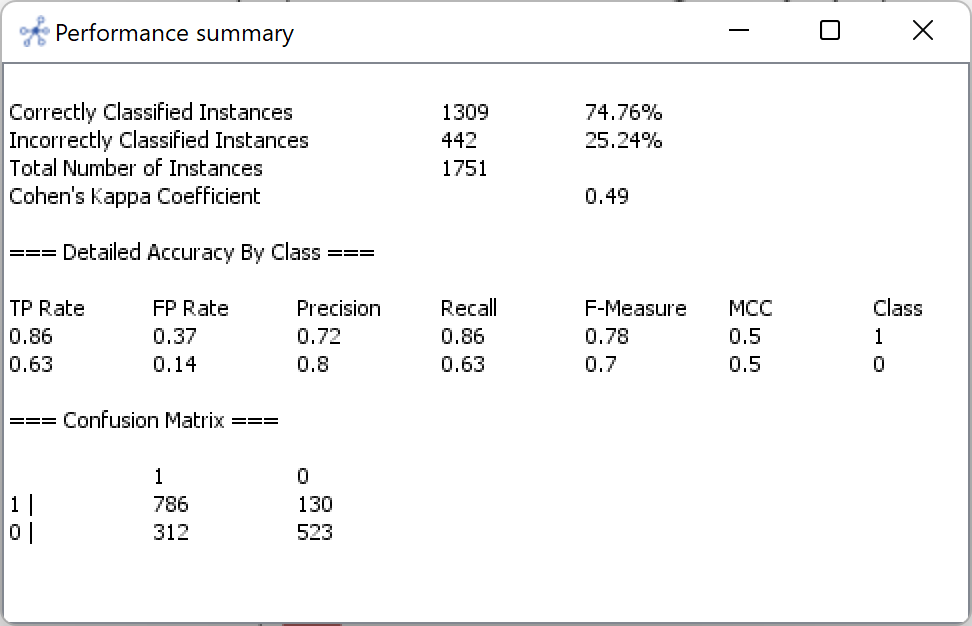 Performance summary
Correctly Classified Instances 1309 74.76%
Incorrectly Classified Instances 442 25.24%
Total Number of Instances 1751
Cohen's Kappa Coefficient 0.49
=== Detailed Accuracy By Class ===
TP Rate FP Rate Precision Recall F-Measure MCC Class
0.86 0.37 0.72 0.86 0.78 0.5 1
0.63 0.14 0.8 0.63 0.7 0.5 0
=== Confusion Matrix ===
1 0
1 | 786 130
0 | 312 523